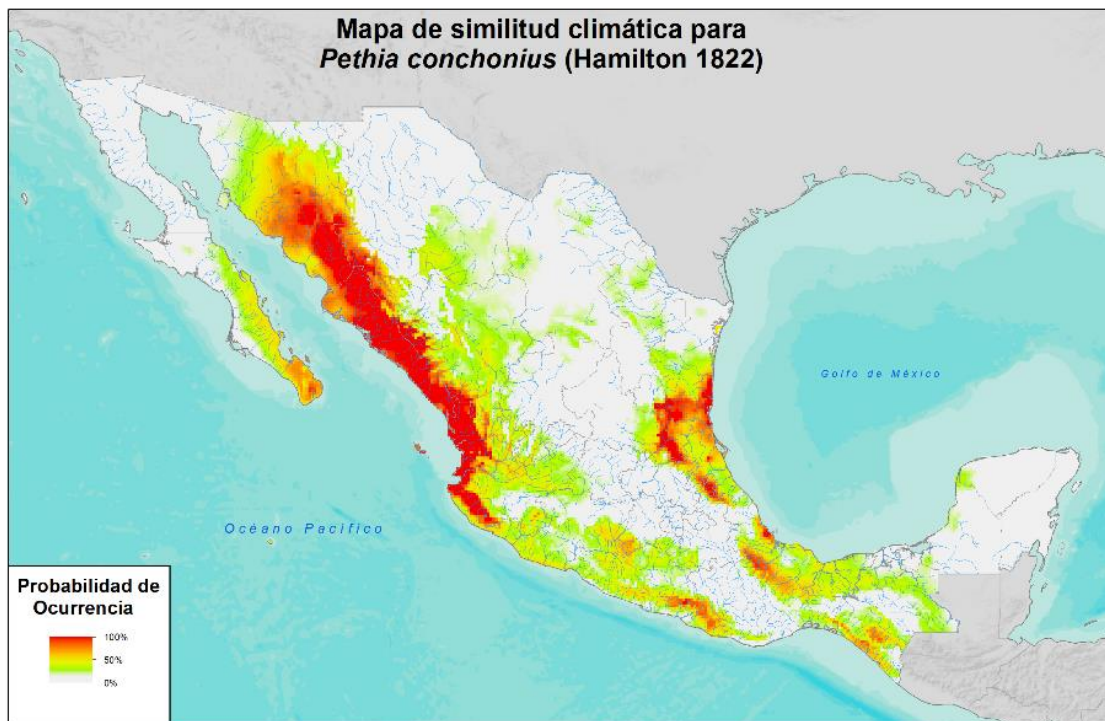 Mapa de similitud climática para
Pethia conchonius (Hamilton 1822)
Golfo de México
Océano Pacífico
Probabilidad de
Ocurrencia
100%
50%
0%